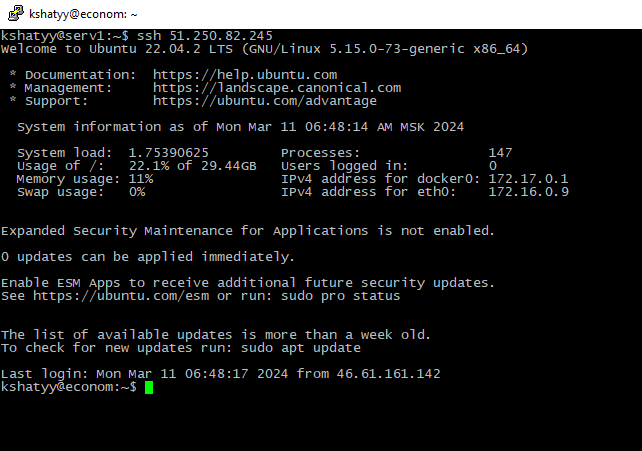 kshatyy@econom: ~
kshatyy@serv1:~$ ssh 51.250.82.245
Welcome to Ubuntu 22.04.2 LTS (GNU/Linux 5.15.0-73-generic x86_64)

 * Documentation:  https://help.ubuntu.com
 * Management:     https://landscape.canonical.com
 * Support:        https://ubuntu.com/advantage

  System information as of Mon Mar 11 06:48:14 AM MSK 2024

  System load:  1.75390625         Processes:                147
  Usage of /:   22.1% of 29.44GB   Users logged in:          0
  Memory usage: 11%                IPv4 address for docker0: 172.17.0.1
  Swap usage:   0%                 IPv4 address for eth0:    172.16.0.9

Expanded Security Maintenance for Applications is not enabled.

0 updates can be applied immediately.

Enable ESM Apps to receive additional future security updates.
See https://ubuntu.com/esm or run: sudo pro status

The list of available updates is more than a week old.
To check for new updates run: sudo apt update

Last login: Mon Mar 11 06:48:17 2024 from 46.61.161.142
kshatyy@econom:~$